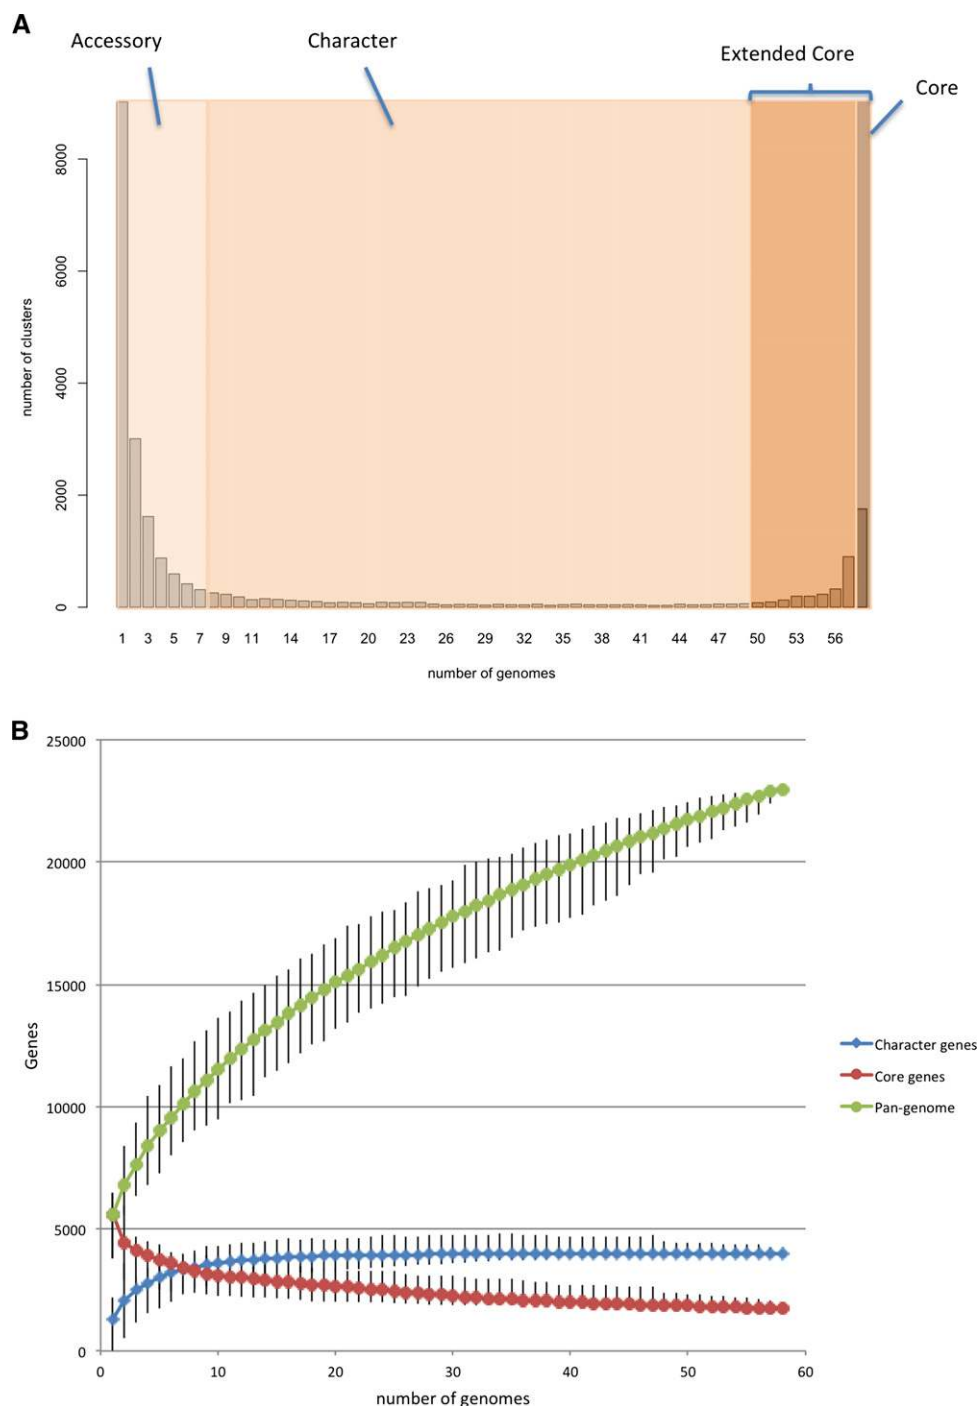 A
Accessory
Character
Extended Core
Core
8000
6000
4000
2000
0
number of clusters
1 3 5 7 9 11 14 17 20 23 26 29 32 35 38 41 44 47 50 53 56
number of genomes
B
25000
20000
15000
10000
5000
0
Genes
0 10 20 30 40 50 60
number of genomes
Character genes
Core genes
Pan-genome